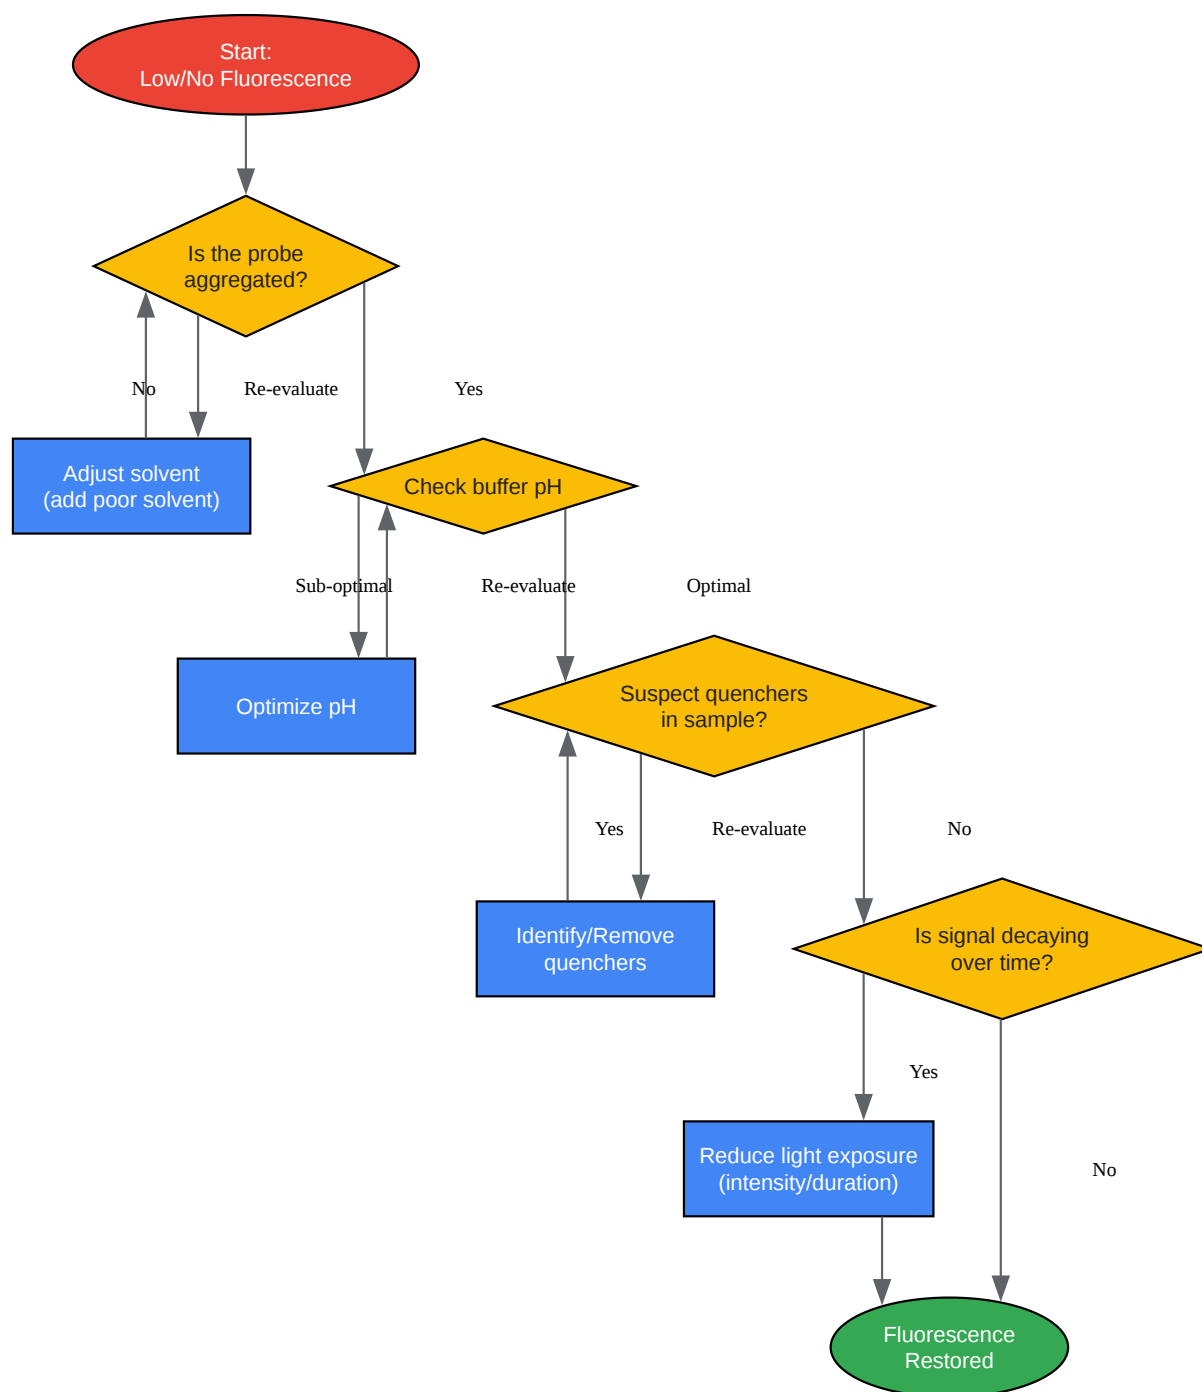 Start:
Low/No Fluorescence
Is the probe
aggregated?
No
Re-evaluate
Yes
Adjust solvent
(add poor solvent)
Check buffer pH
Sub-optimal
Re-evaluate
Optimal
Optimize pH
Suspect quenchers
in sample?
Yes
Re-evaluate
No
Identify/Remove
quenchers
Is signal decaying
over time?
Yes
Reduce light exposure
(intensity/duration)
No
Fluorescence
Restored